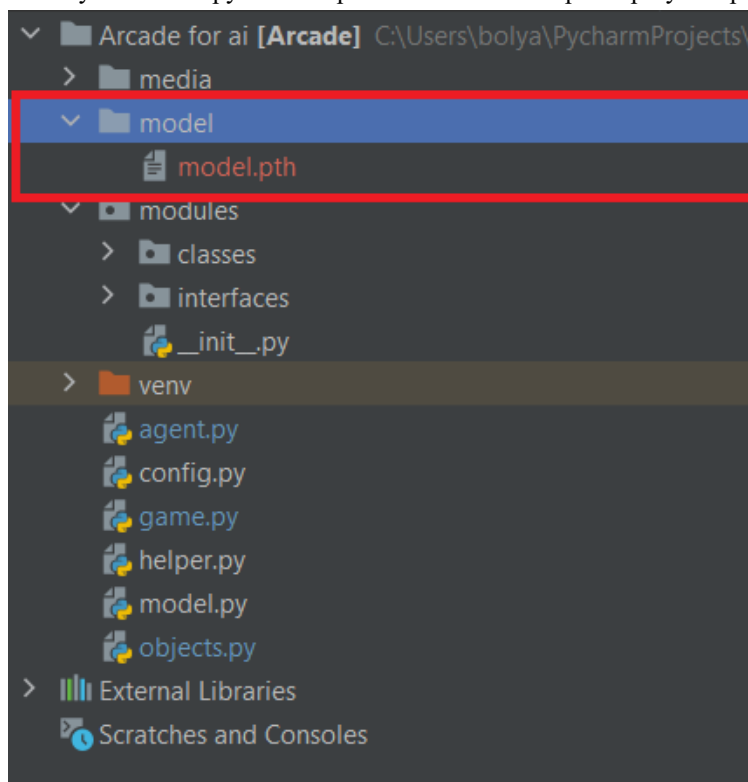 Arcade for ai [Arcade] C:\Users\bolya\PycharmProjects\
media
model
model.pth
modules
classes
interfaces
__init__.py
venv
agent.py
config.py
game.py
helper.py
model.py
objects.py
External Libraries
Scratches and Consoles